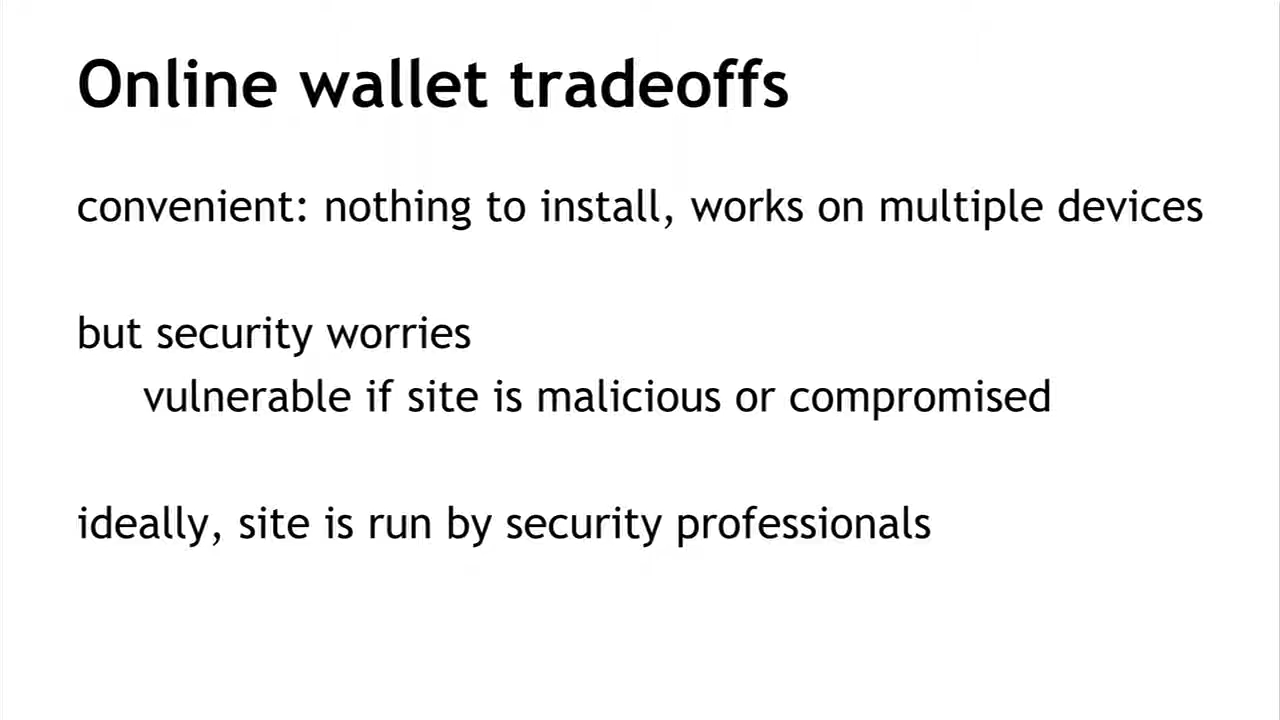 Online wallet tradeoffs
convenient: nothing to install, works on multiple devices
but security worries
vulnerable if site is malicious or compromised
ideally, site is run by security professionals